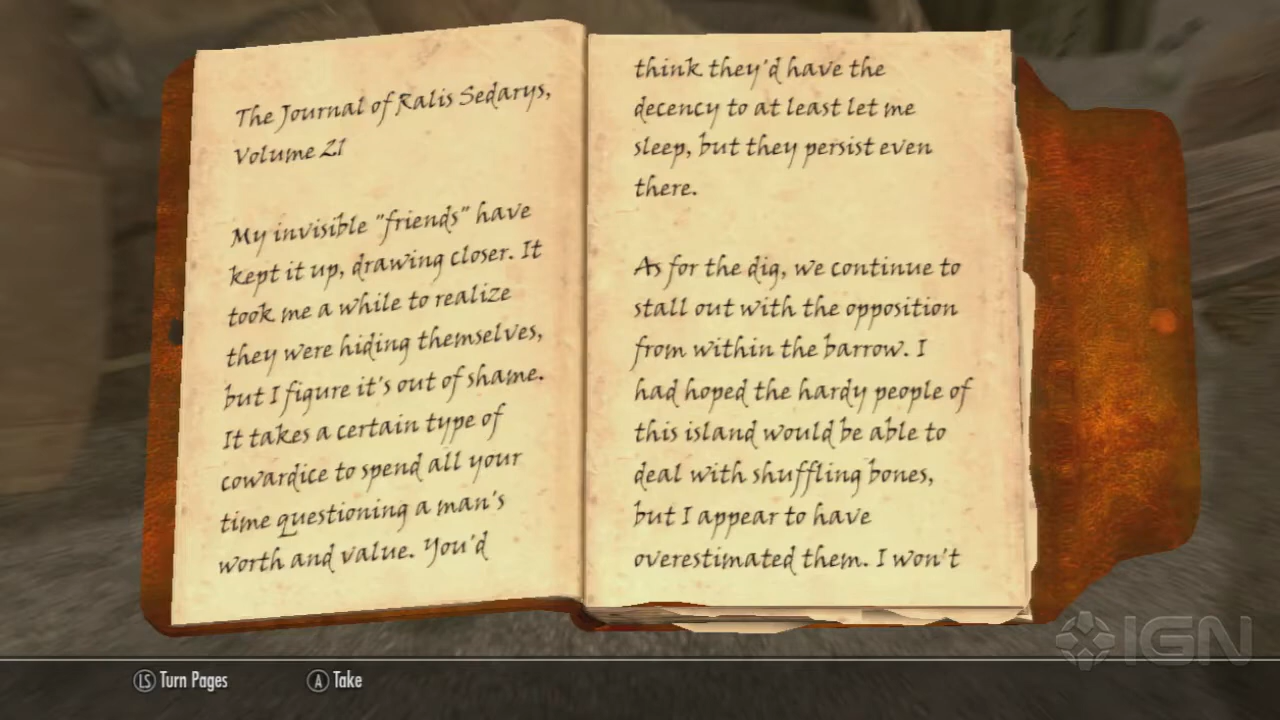 The Journal of Ralis Sedarys,
Volume 21
My invisible "friends" have
kept it up, drawing closer. It
took me a while to realize
they were hiding themselves,
but I figure it's out of shame.
It takes a certain type of
cowardice to spend all your
time questioning a man's
worth and value. You'd
think they'd have the
decency to at least let me
sleep, but they persist even
there.
As for the dig, we continue to
stall out with the opposition
from within the barrow. I
had hoped the hardy people of
this island would be able to
deal with shuffling bones,
but I appear to have
overestimated them. I won't
IGN
LS Turn Pages
A Take